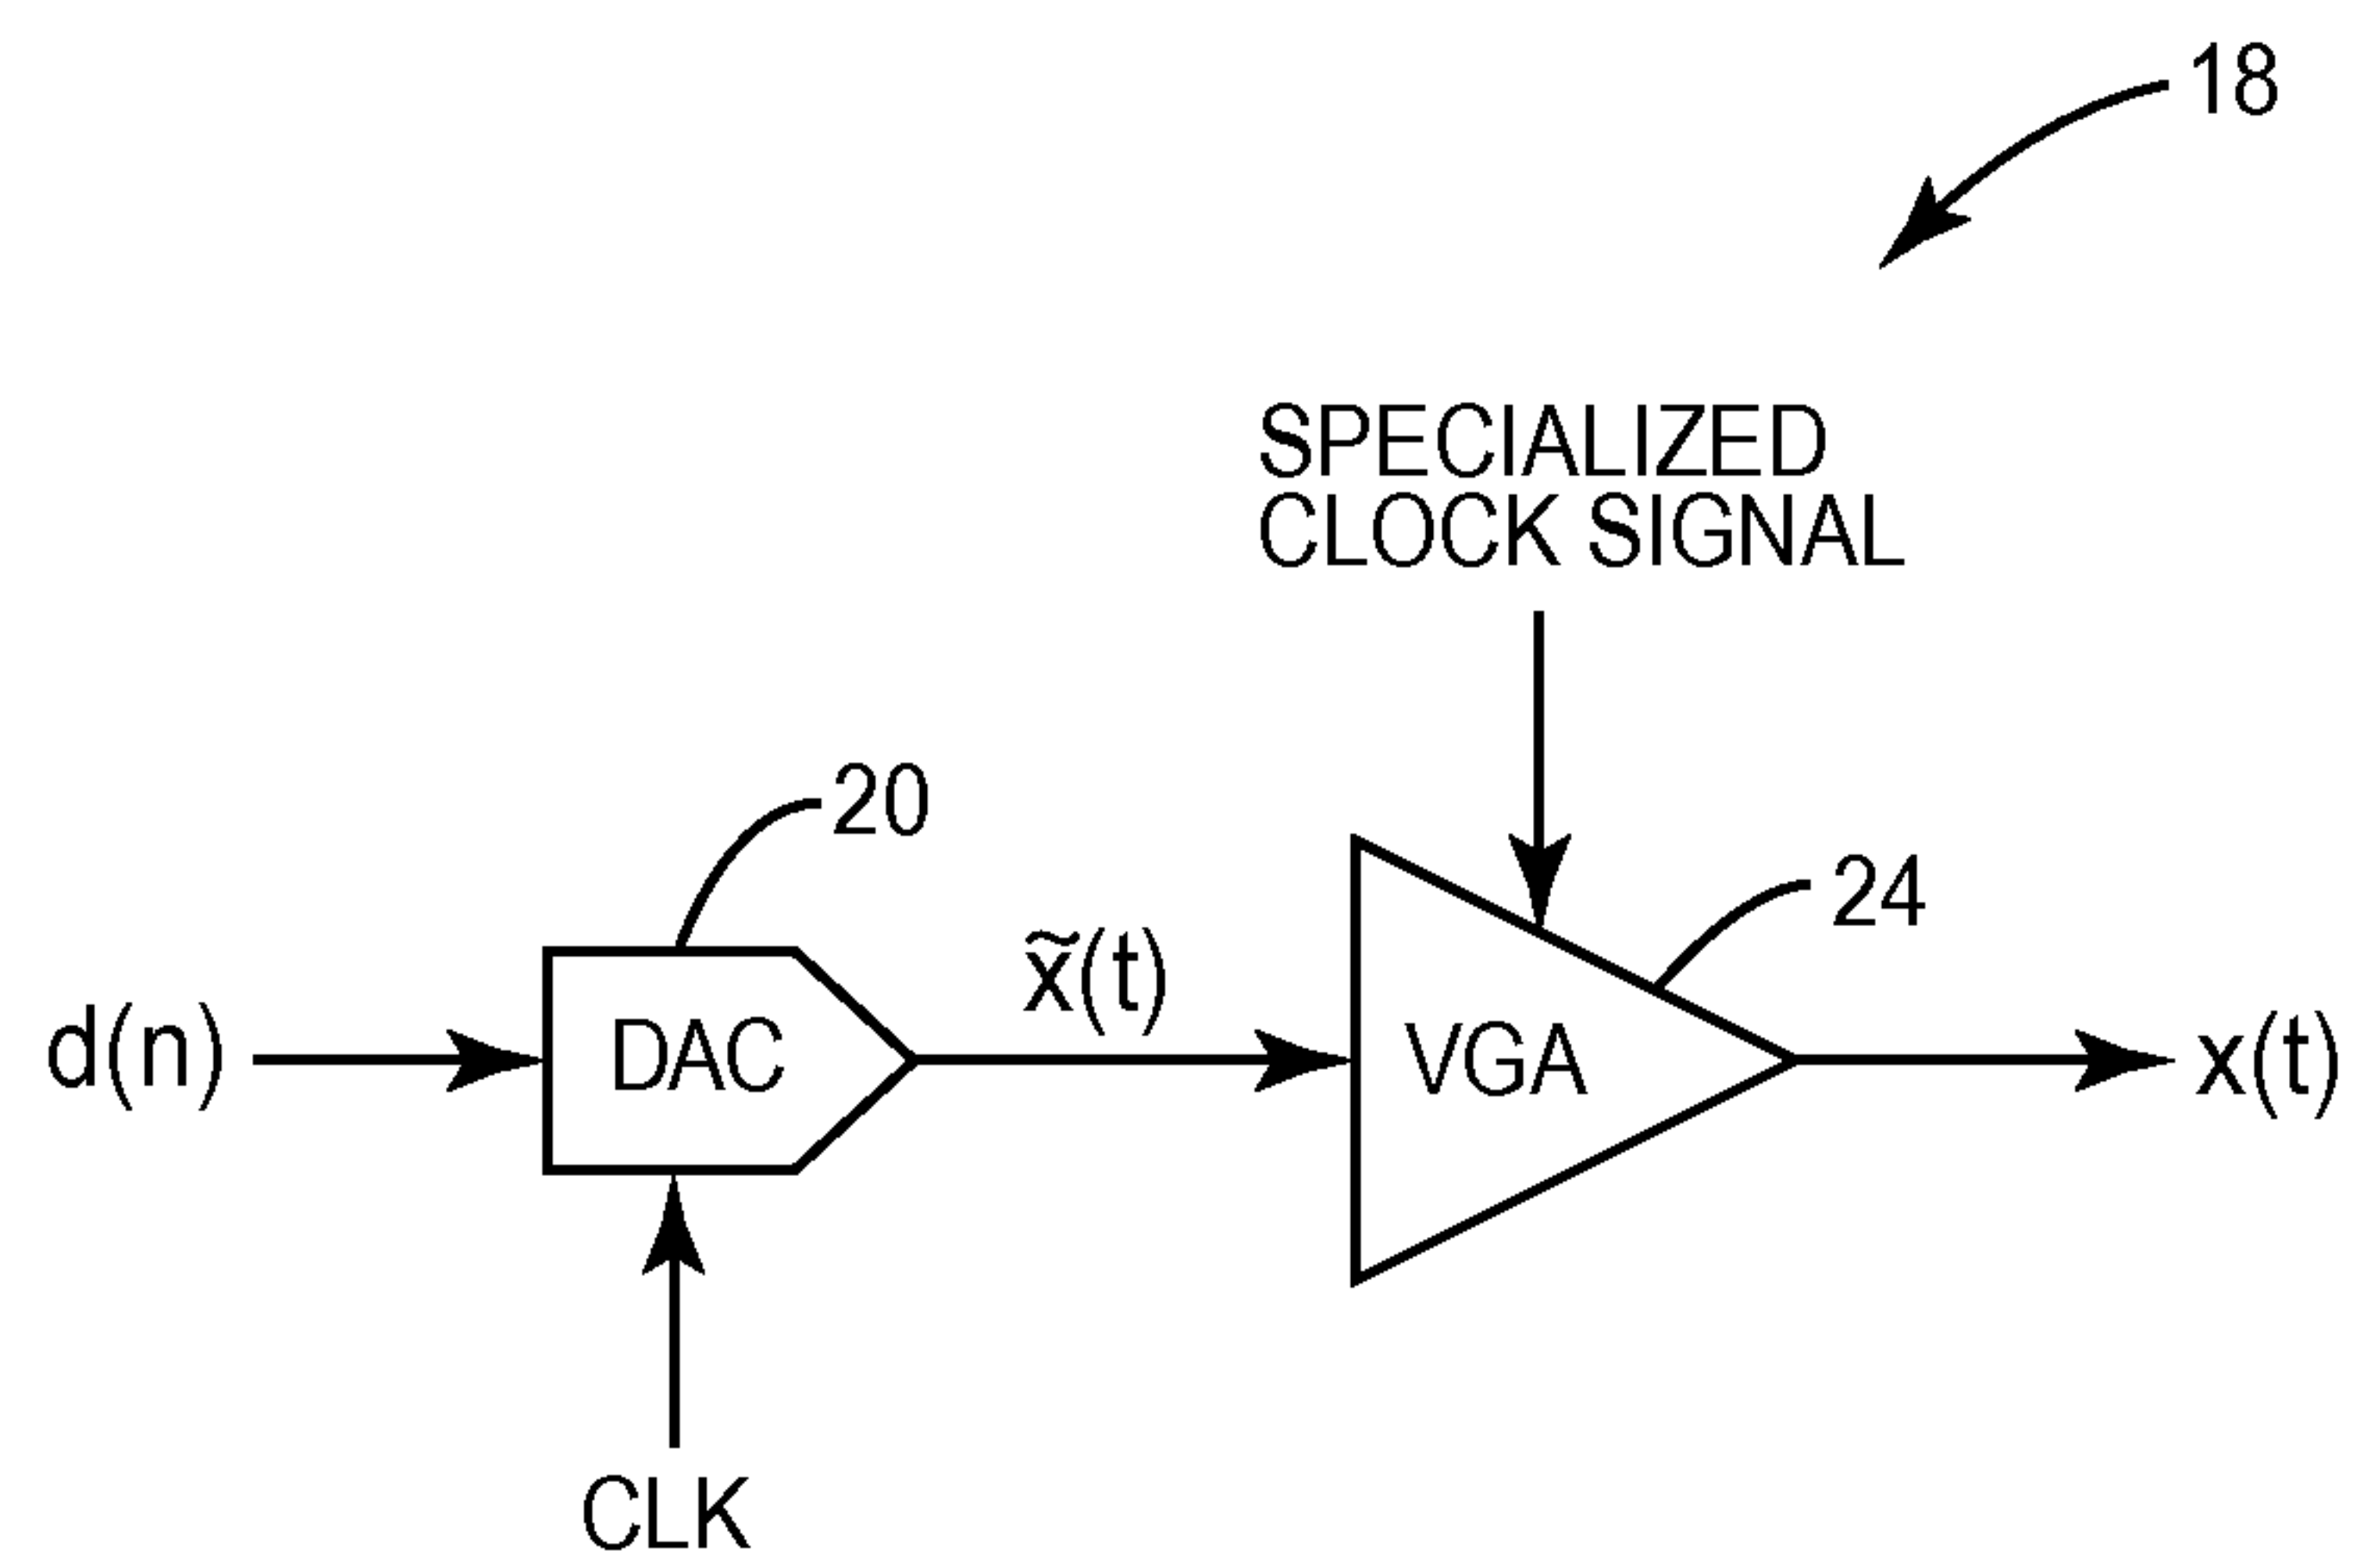 18
SPECIALIZED
CLOCK SIGNAL
20
24
x̃(t)
d(n)
DAC
VGA
x(t)
CLK